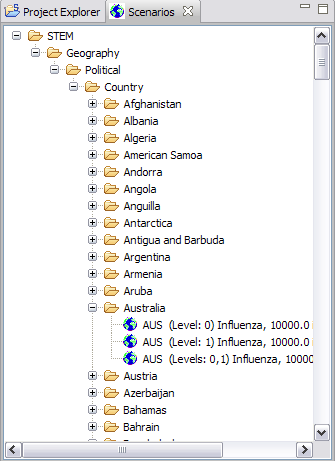 Project Explorer Scenarios
STEM
Geography
Political
Country
Afghanistan
Albania
Algeria
American Samoa
Andorra
Angola
Anguilla
Antarctica
Antigua and Barbuda
Argentina
Armenia
Aruba
Australia
AUS (Level: 0) Influenza, 10000.0
AUS (Level: 1) Influenza, 10000.0
AUS (Levels: 0,1) Influenza, 10000
Austria
Azerbaijan
Bahamas
Bahrain